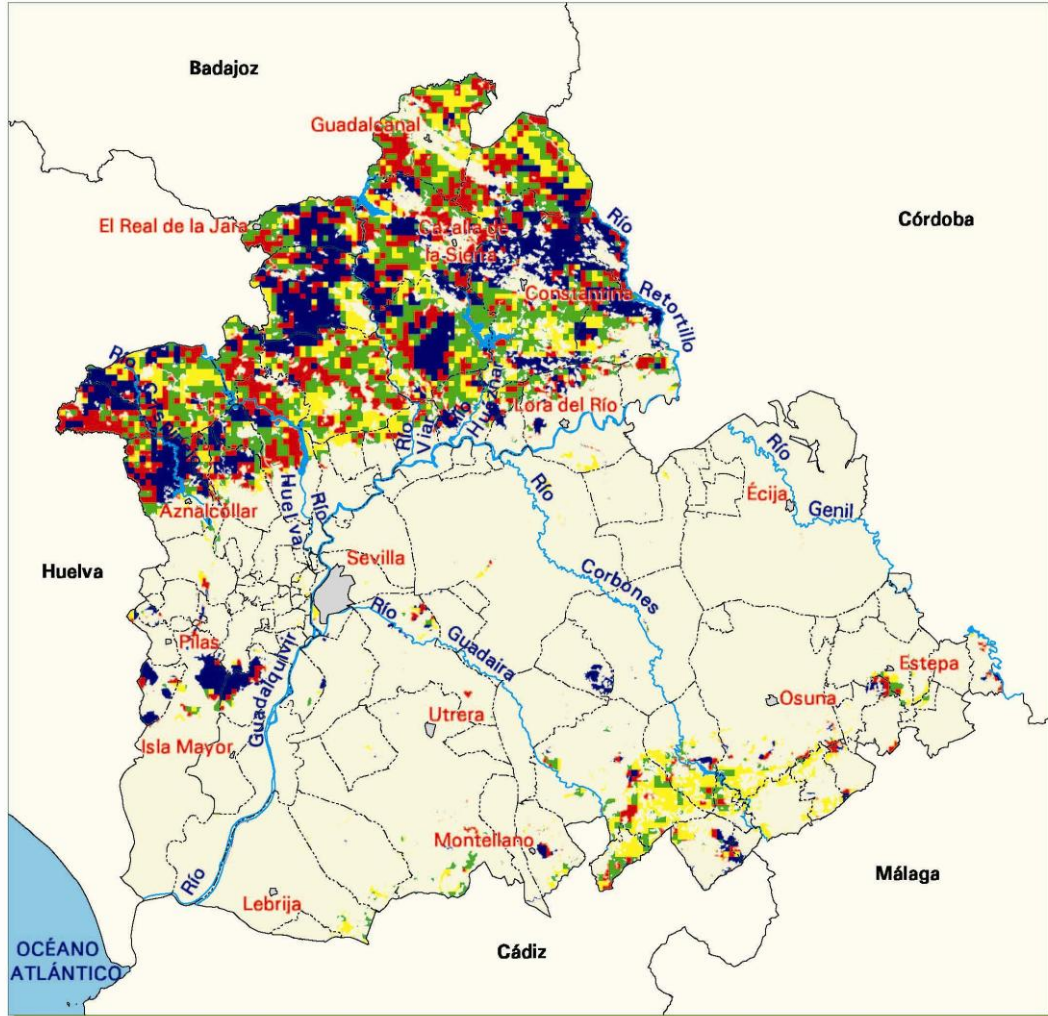 Badajoz
Guadalcanal
Córdoba
El Real de la Jara
Cazalla de
la Sierra
Río
Retortillo
Constantina
Río
Lora del Río
Río
Viar
Río
Huéznar
Río
Huelva
Río
Écija
Río
Genil
Aznalcóllar
Huelva
Sevilla
Corbones
Río
Guadaira
Pilas
Guadalquivir
Estepa
Osuna
Utrera
Isla Mayor
Montellano
Málaga
Río
Lebrija
Cádiz
OCÉANO
ATLÁNTICO